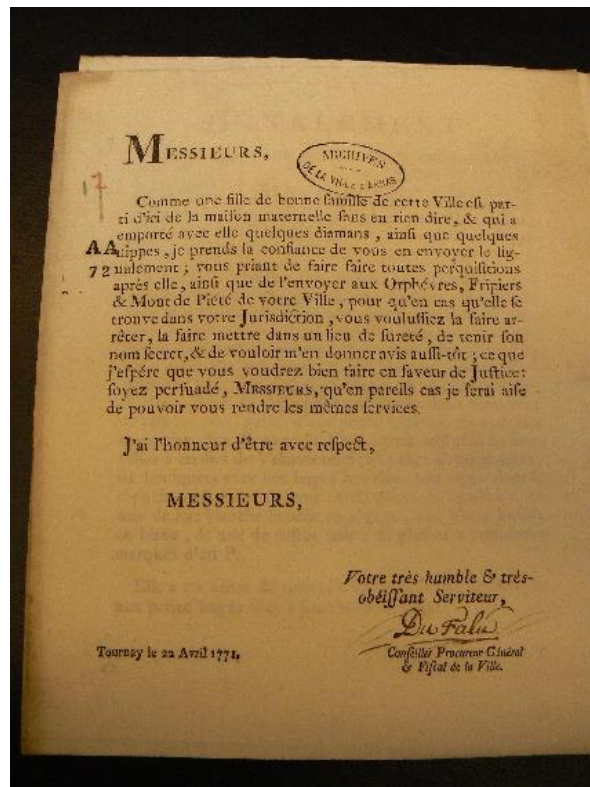 MESSIEURS,
ARCHIVES
DE LA VILLE D'ARRAS
17
Comme une fille de bonne famille de cette Ville est par-
ti d'ici de la maison maternelle sans en rien dire, & qui a
emporté avec elle quelques diamans, ainsi que quelques
AA nippes, je prends la confiance de vous en envoyer le sig-
72 nalement; vous priant de faire faire toutes perquisitions
après elle, ainsi que de l'envoyer aux Orphévres, Fripiers
& Mont de Piété de votre Ville, pour qu'en cas qu'elle se
trouve dans votre Jurisdiction, vous voulussiez la faire ar-
rêter, la faire mettre dans un lieu de sureté, de tenir son
nom secret, & de vouloir m'en donner avis aussi-tôt; ce que
j'espére que vous voudrez bien faire en faveur de Justice:
soyez persuadé, MESSIEURS, qu'en pareils cas je serai aise
de pouvoir vous rendre les mêmes services.
J'ai l'honneur d'être avec respect,
MESSIEURS,
Votre très humble & très-
obéissant Serviteur,
Du Falu
Conseiller Procureur Général
& Fiscal de la Ville.
Tournay le 22 Avril 1771.